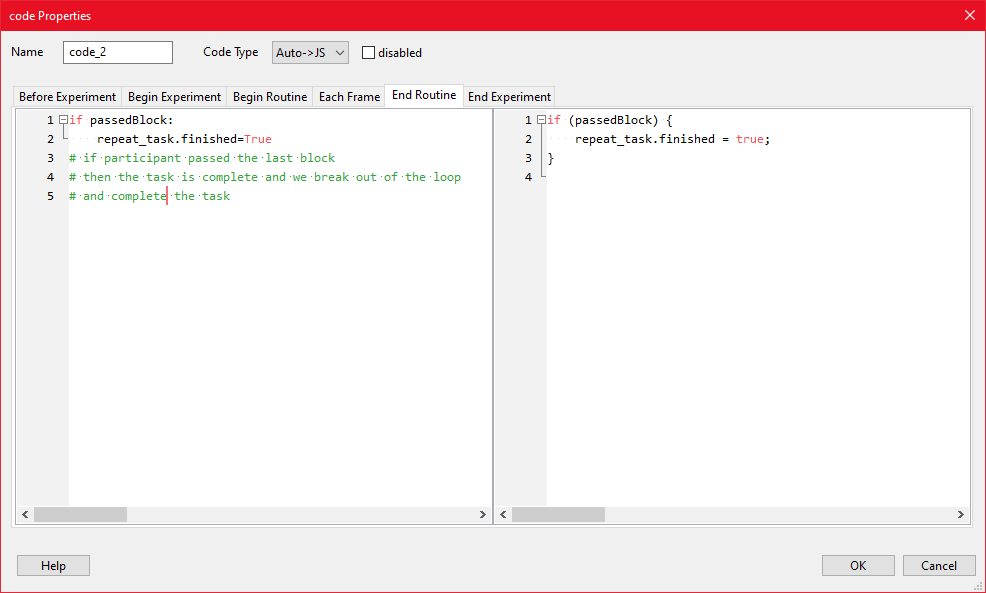 code Properties
Name code_2 Code Type Auto->JS disabled
Before Experiment Begin Experiment Begin Routine Each Frame End Routine End Experiment
1 if passedBlock:
2 repeat_task.finished=True
3 # if participant passed the last block
4 # then the task is complete and we break out of the loop
5 # and complete the task
1 if (passedBlock) {
2 repeat_task.finished = true;
3 }
4
Help OK Cancel